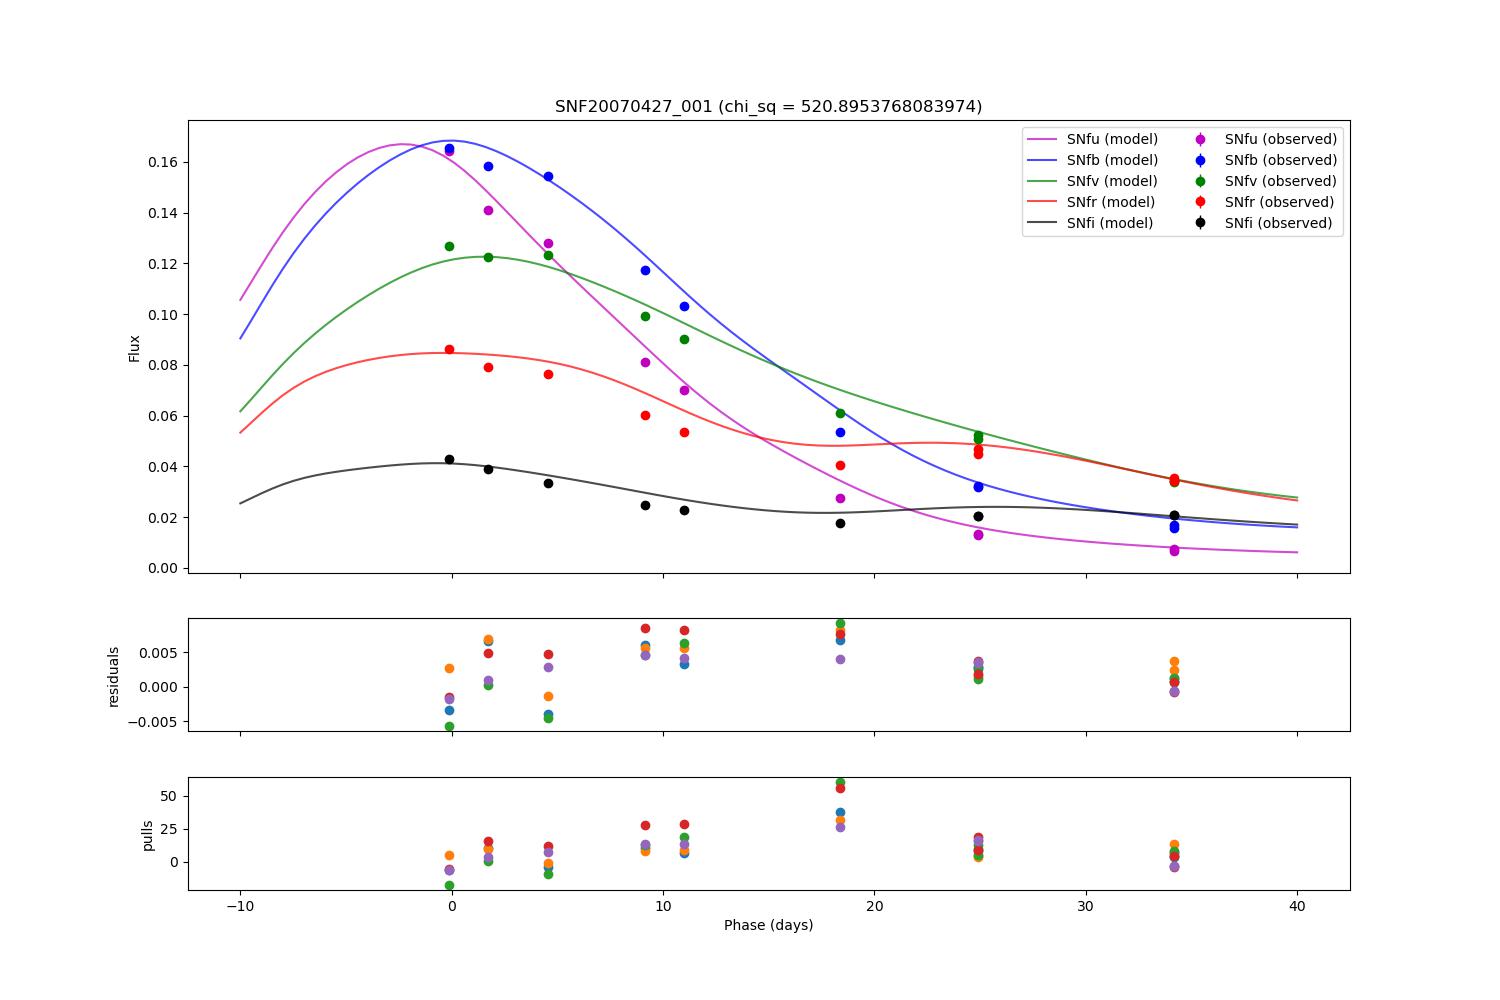 SNF20070427_001 (chi_sq = 520.8953768083974)
SNfu (model) SNfu (observed)
SNfb (model) SNfb (observed)
SNfv (model) SNfv (observed)
SNfr (model) SNfr (observed)
SNfi (model) SNfi (observed)
Flux
0.16
0.14
0.12
0.10
0.08
0.06
0.04
0.02
0.00
residuals
0.005
0.000
−0.005
pulls
50
25
0
−10 0 10 20 30 40
Phase (days)